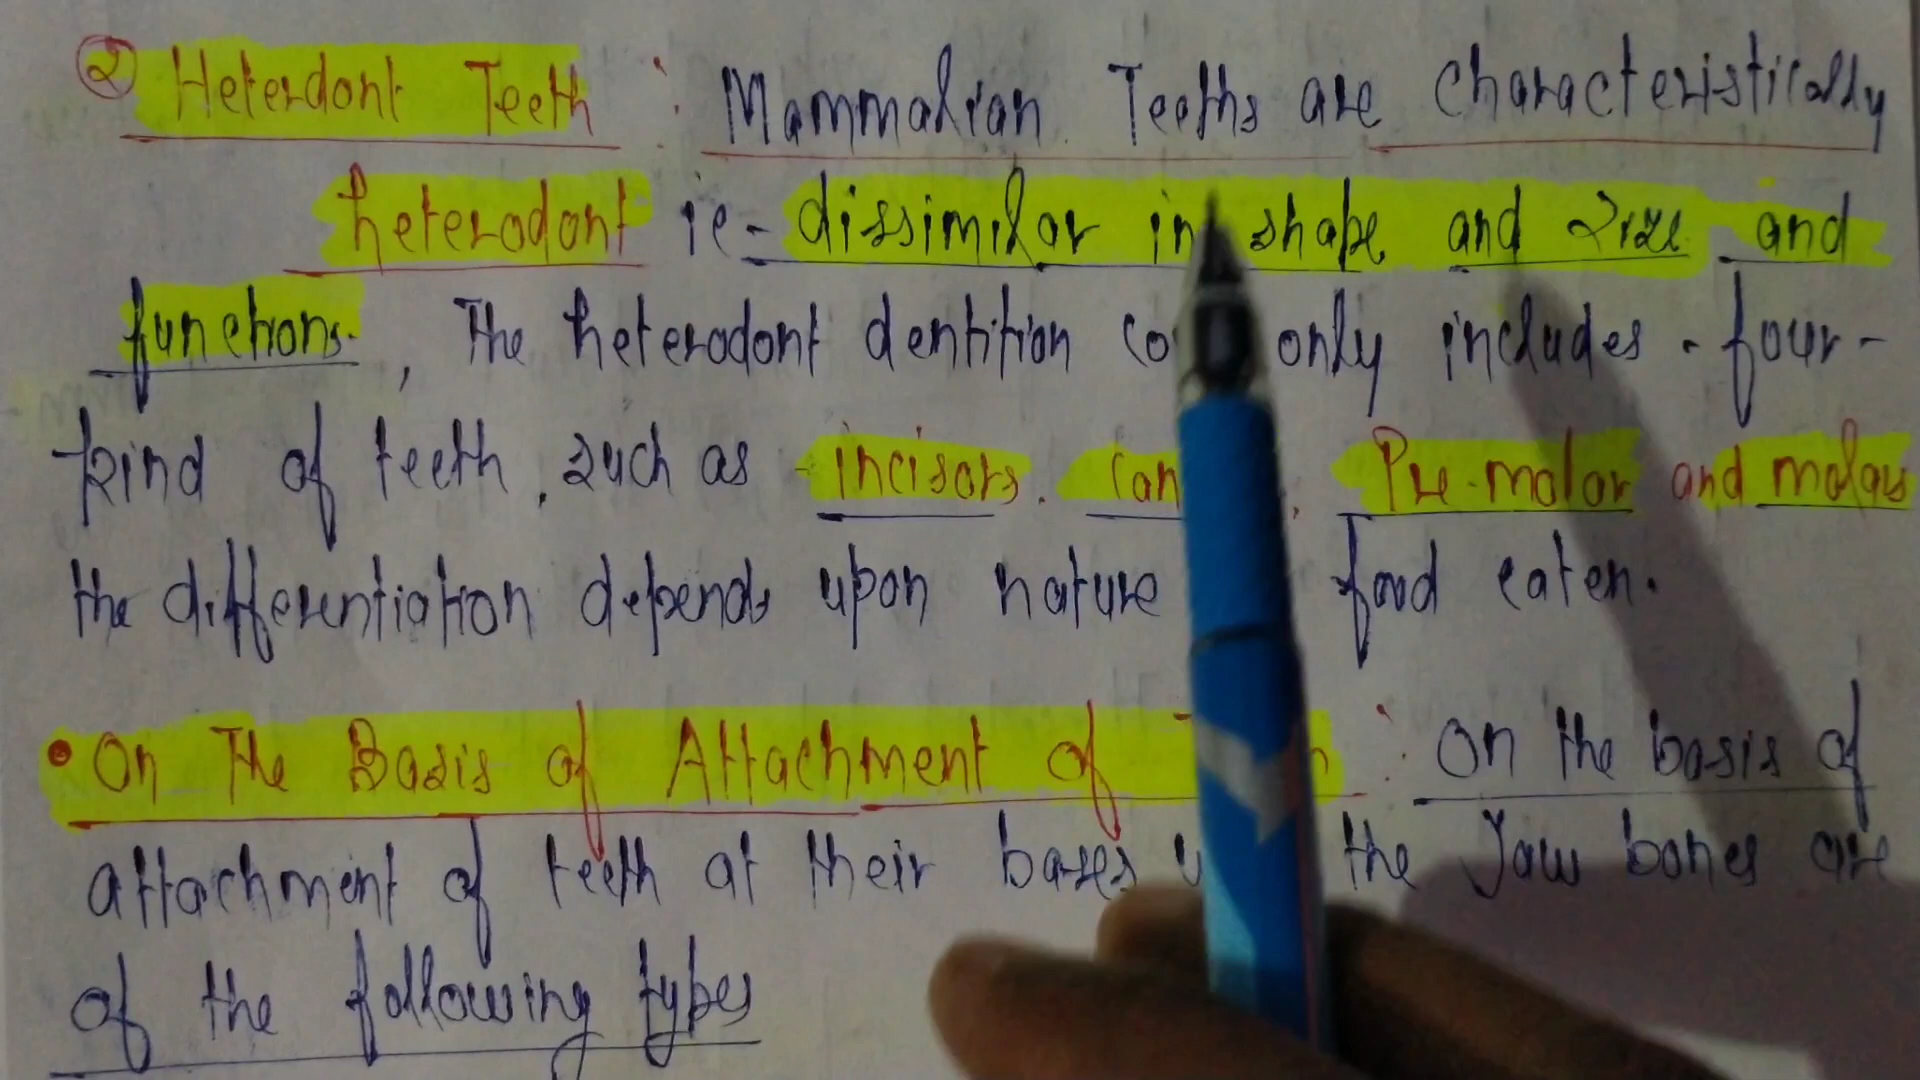 ② Heterdont Teeth : Mammalian Teeths are characteristically
heterodont ie- dissimilar in shape and size and
functions. , The heterodont dentition only includes - four-
kind of teeth, such as - incisors, Can , Pre-molar and molars
the differentiation depends upon nature food eaten.
• On The Basis of Attachment of : On the basis of
attachment of teeth at their bases the Jaw bones are
of the following types